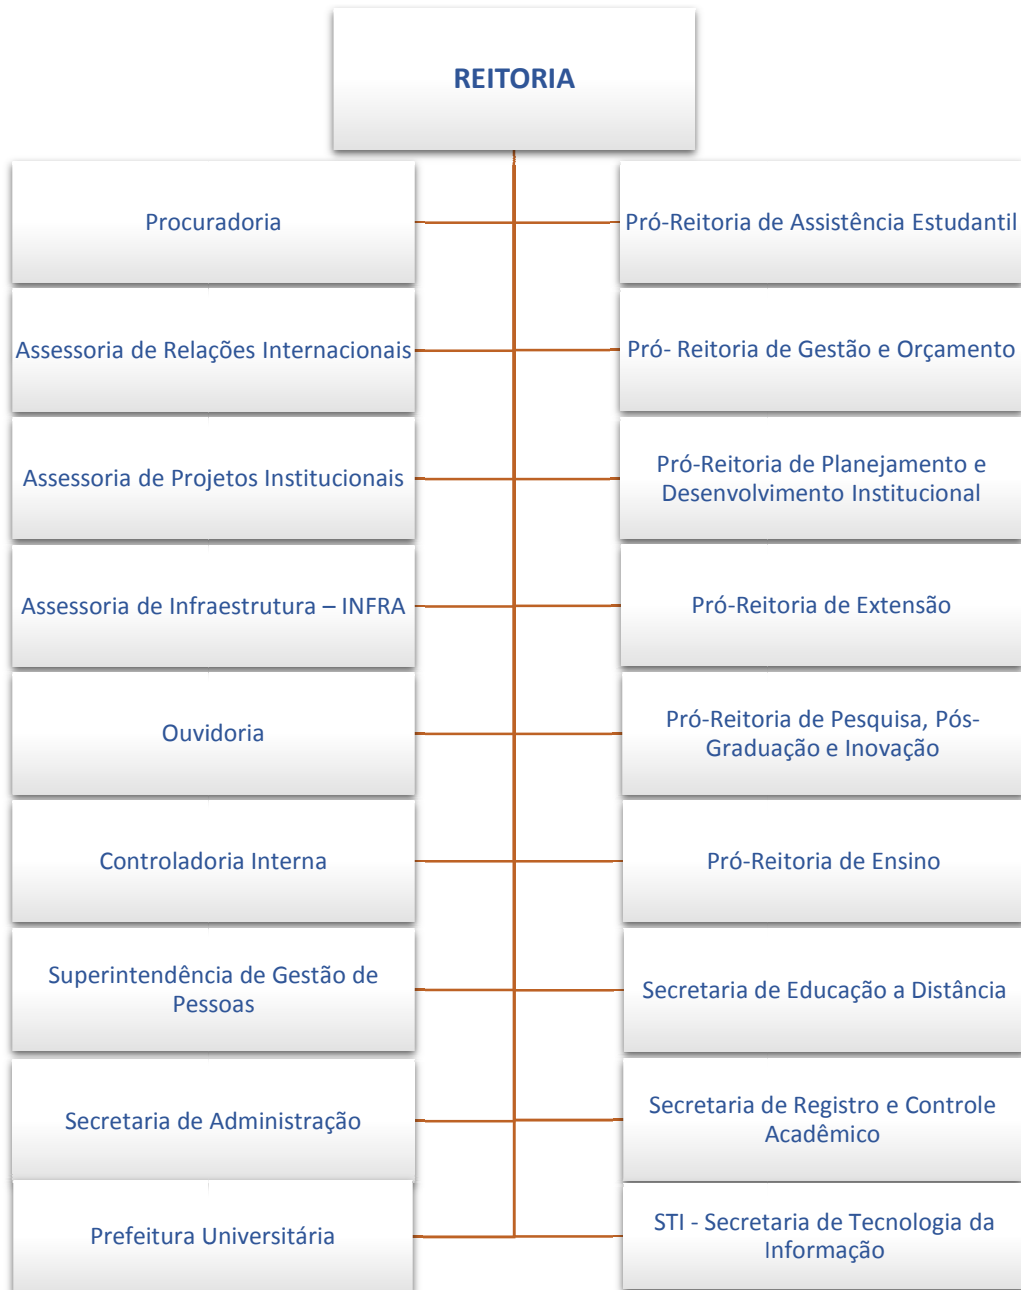 REITORIA
Procuradoria
Pró-Reitoria de Assistência Estudantil
Assessoria de Relações Internacionais
Pró- Reitoria de Gestão e Orçamento
Assessoria de Projetos Institucionais
Pró-Reitoria de Planejamento e
Desenvolvimento Institucional
Assessoria de Infraestrutura – INFRA
Pró-Reitoria de Extensão
Ouvidoria
Pró-Reitoria de Pesquisa, Pós-
Graduação e Inovação
Controladoria Interna
Pró-Reitoria de Ensino
Superintendência de Gestão de
Pessoas
Secretaria de Educação a Distância
Secretaria de Administração
Secretaria de Registro e Controle
Acadêmico
Prefeitura Universitária
STI - Secretaria de Tecnologia da
Informação